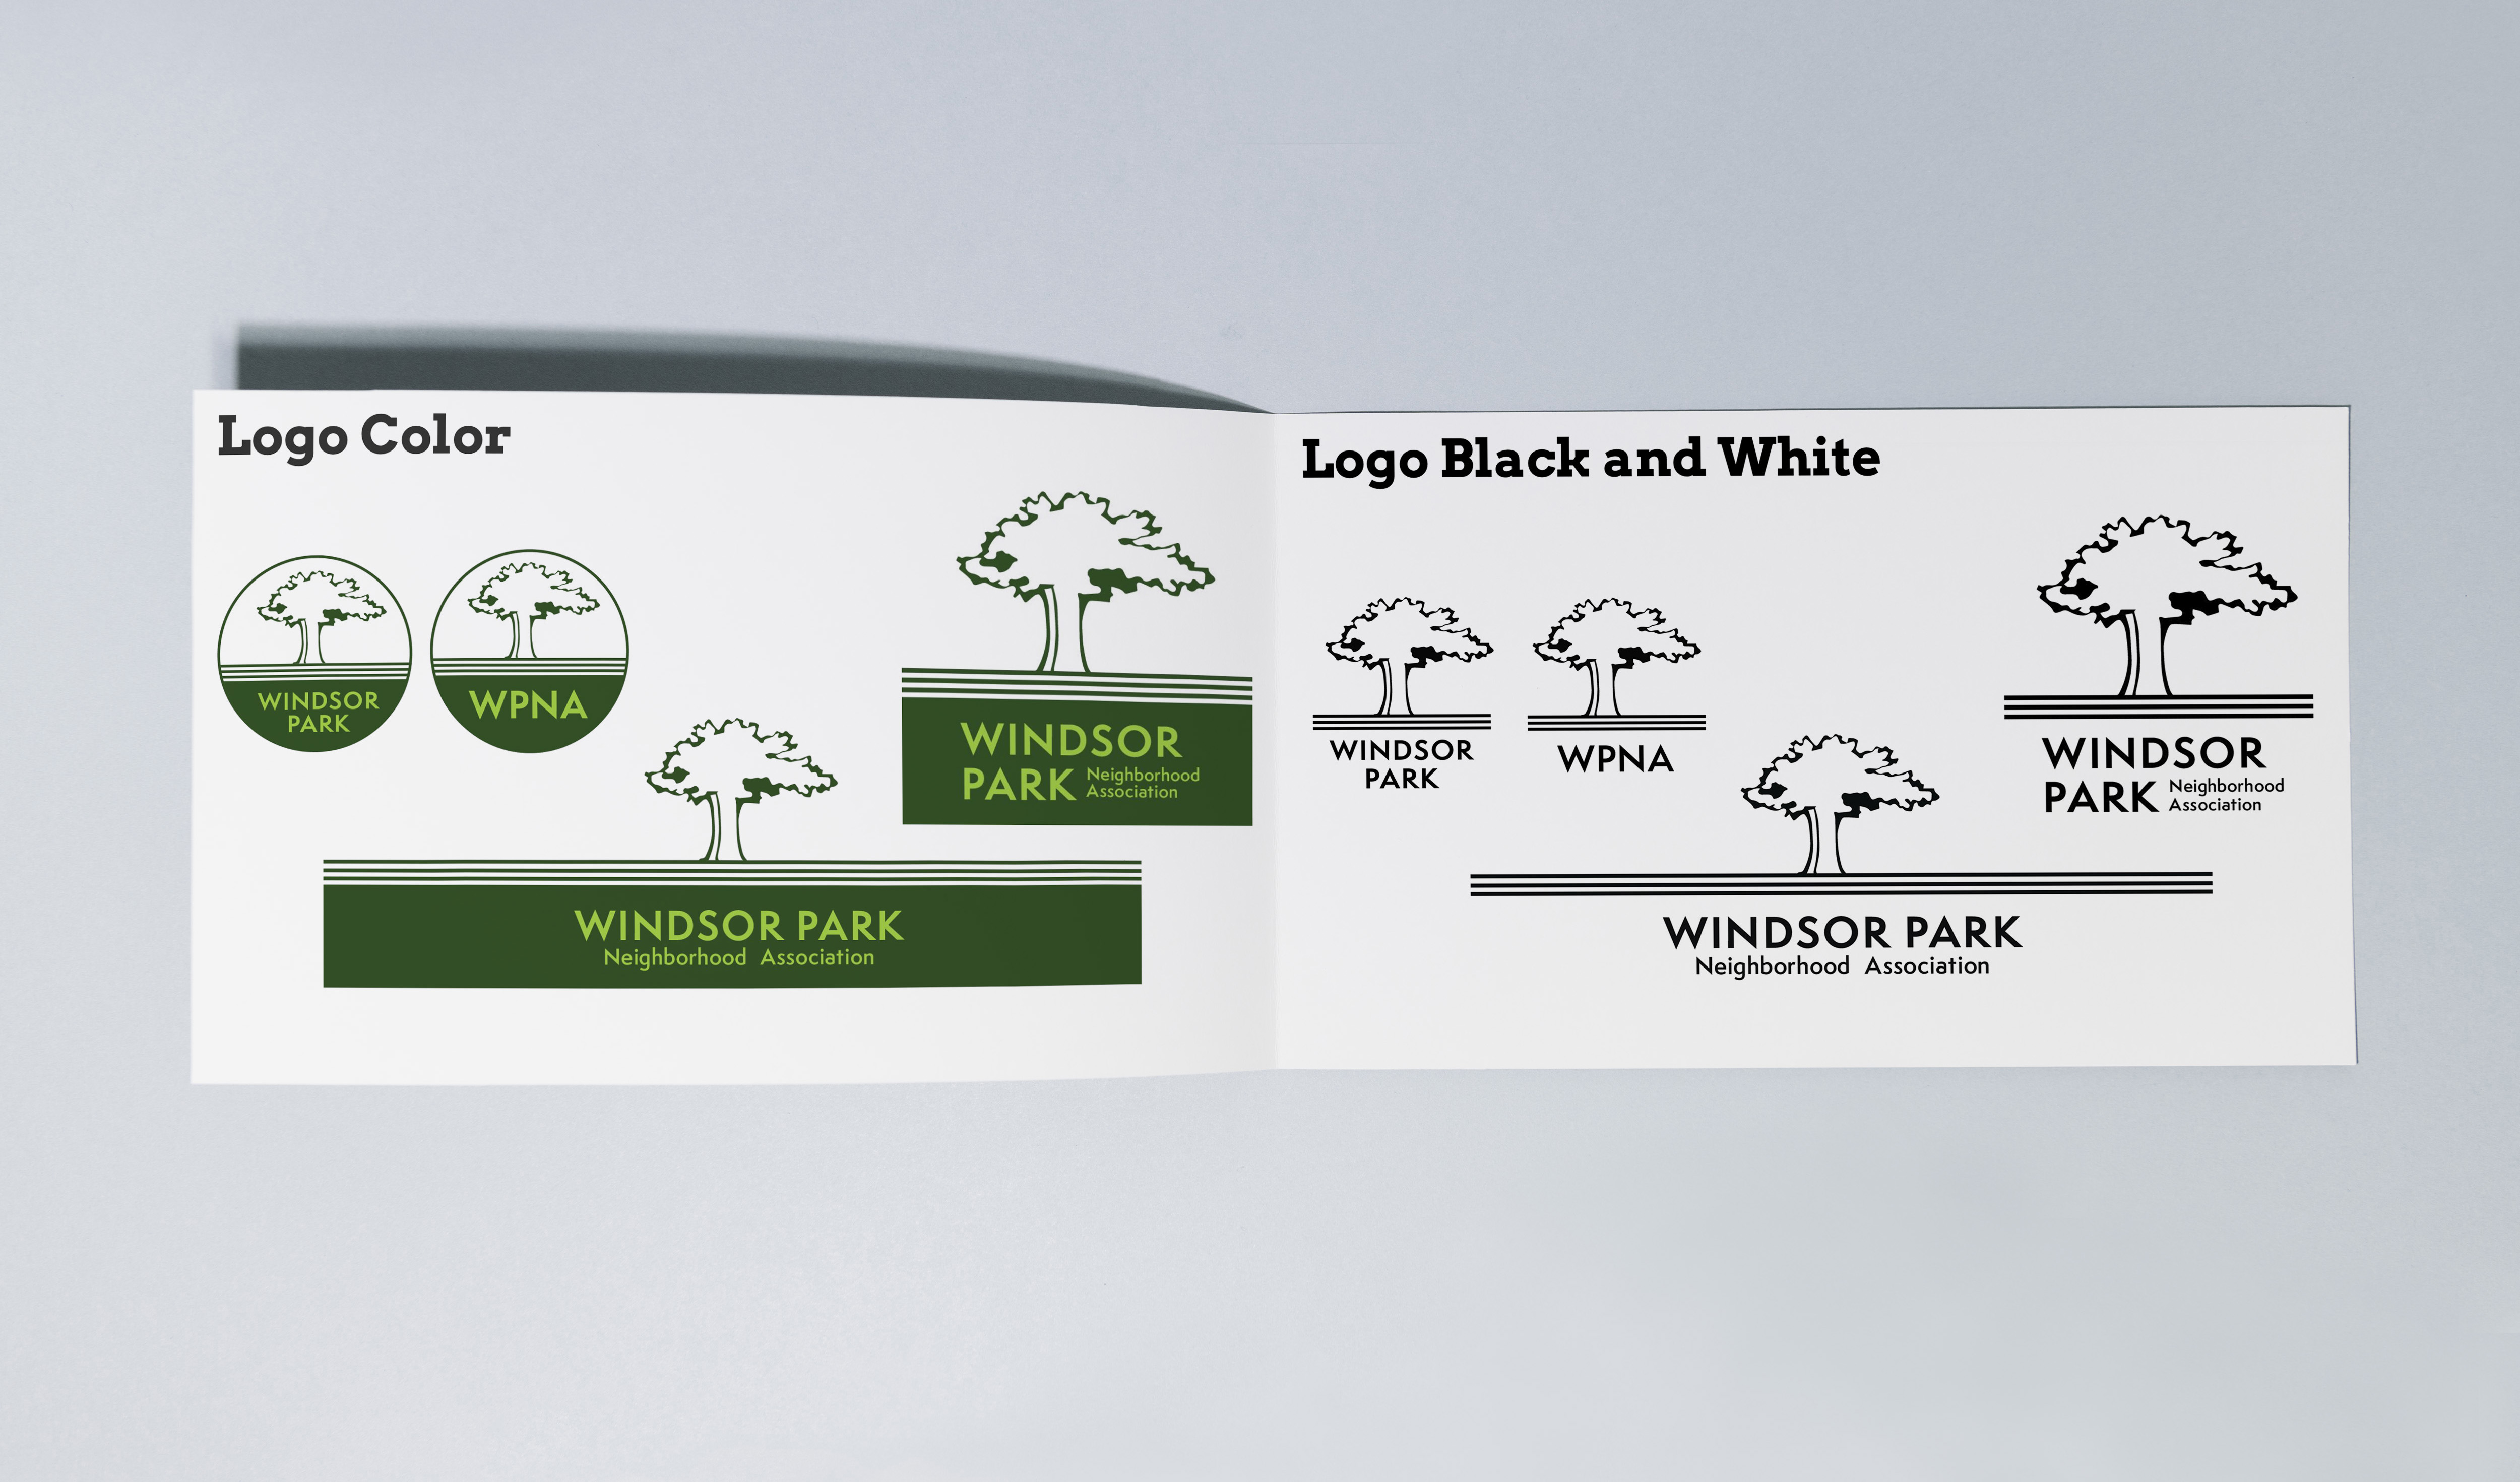 Logo Color
WINDSOR
PARK
WPNA
WINDSOR
PARK Neighborhood
Association
WINDSOR PARK
Neighborhood Association
Logo Black and White
WINDSOR
PARK
WPNA
WINDSOR
PARK Neighborhood
Association
WINDSOR PARK
Neighborhood Association